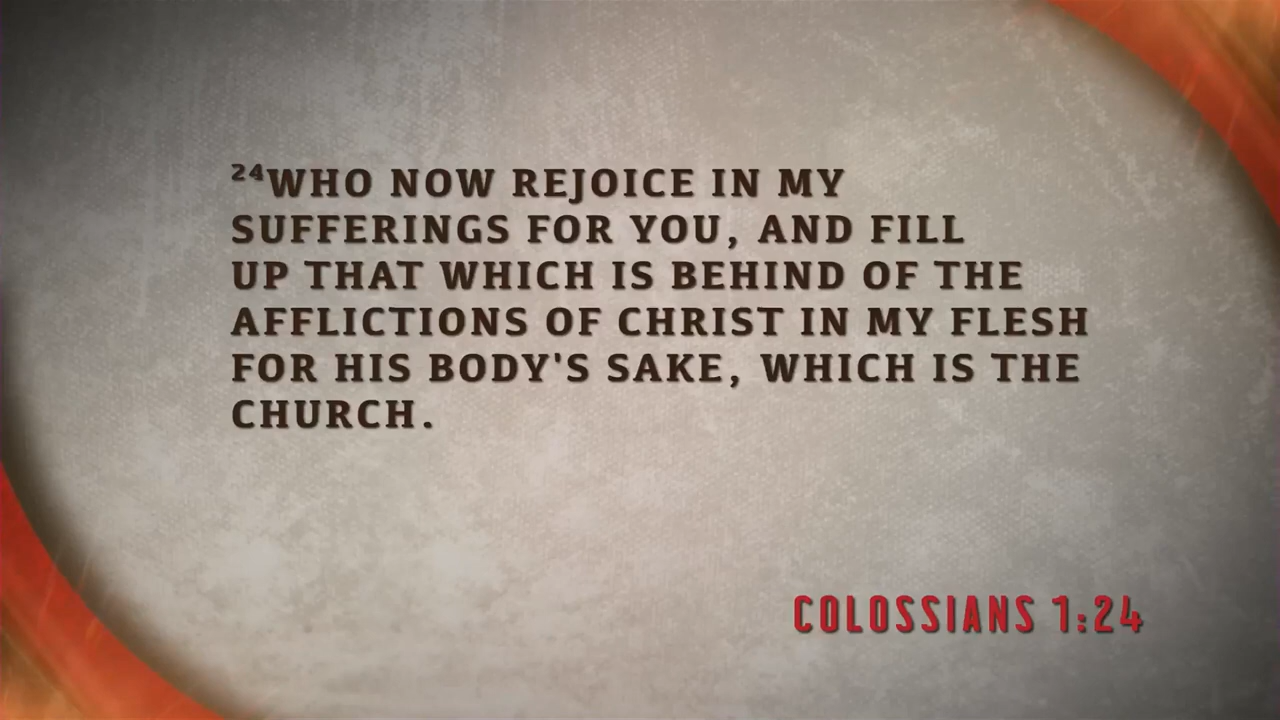 ²⁴WHO NOW REJOICE IN MY
SUFFERINGS FOR YOU, AND FILL
UP THAT WHICH IS BEHIND OF THE
AFFLICTIONS OF CHRIST IN MY FLESH
FOR HIS BODY'S SAKE, WHICH IS THE
CHURCH.
COLOSSIANS 1:24